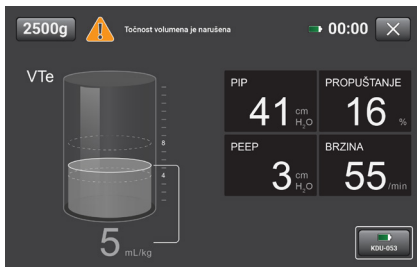 2500g
Točnost volumena je narušena
00:00
VTe
8
4
5 mL/kg
PIP
41 cm H₂O
PROPUŠTANJE
16 %
PEEP
3 cm H₂O
BRZINA
55 /min
KDU-053